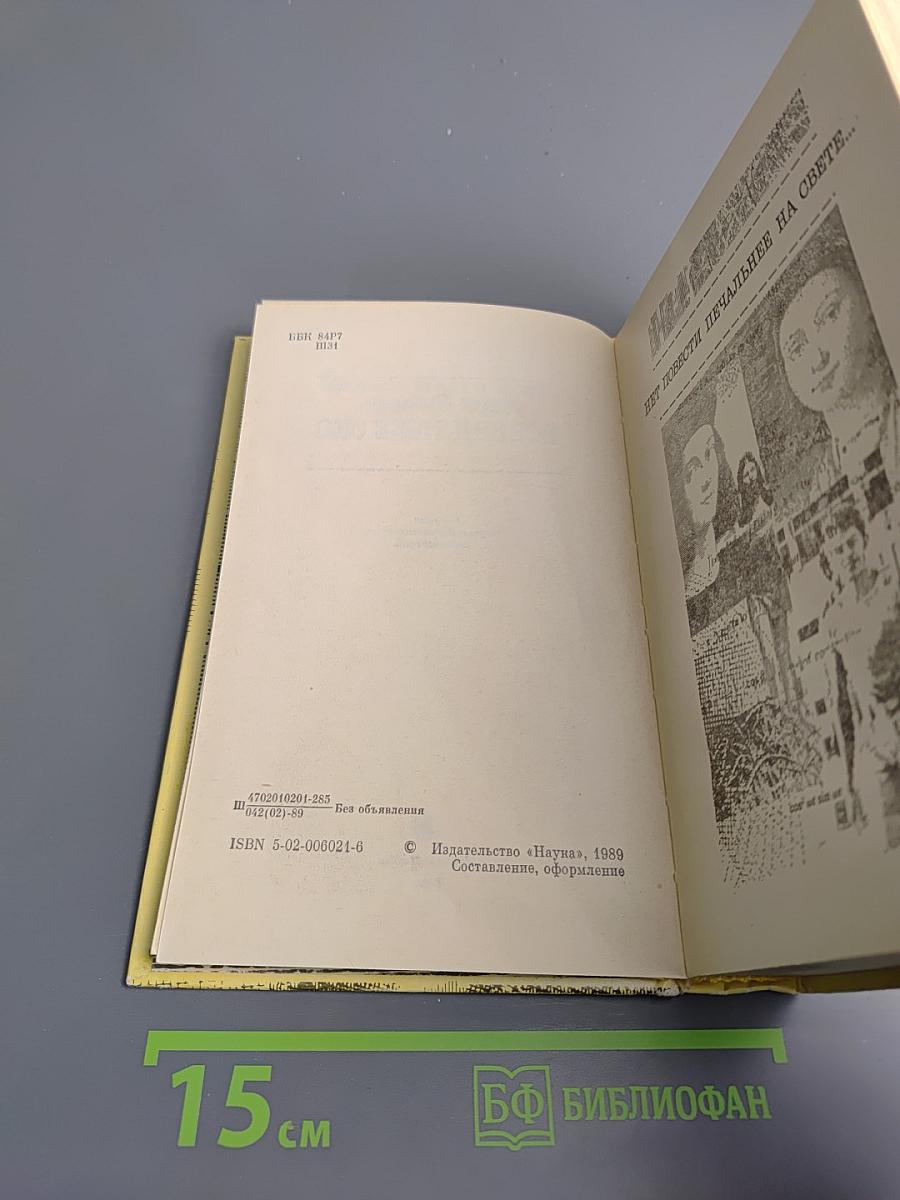 ББК 84Р7
Ш31
Ш 4702010201-285
042(02)-89
Без объявления
ISBN 5-02-006021-6
© Издательство «Наука», 1989
Составление, оформление
НЕТ ПОВЕСТИ ПЕЧАЛЬНЕЕ НА СВЕТЕ...
15 см
БФ БИБЛИОФАН